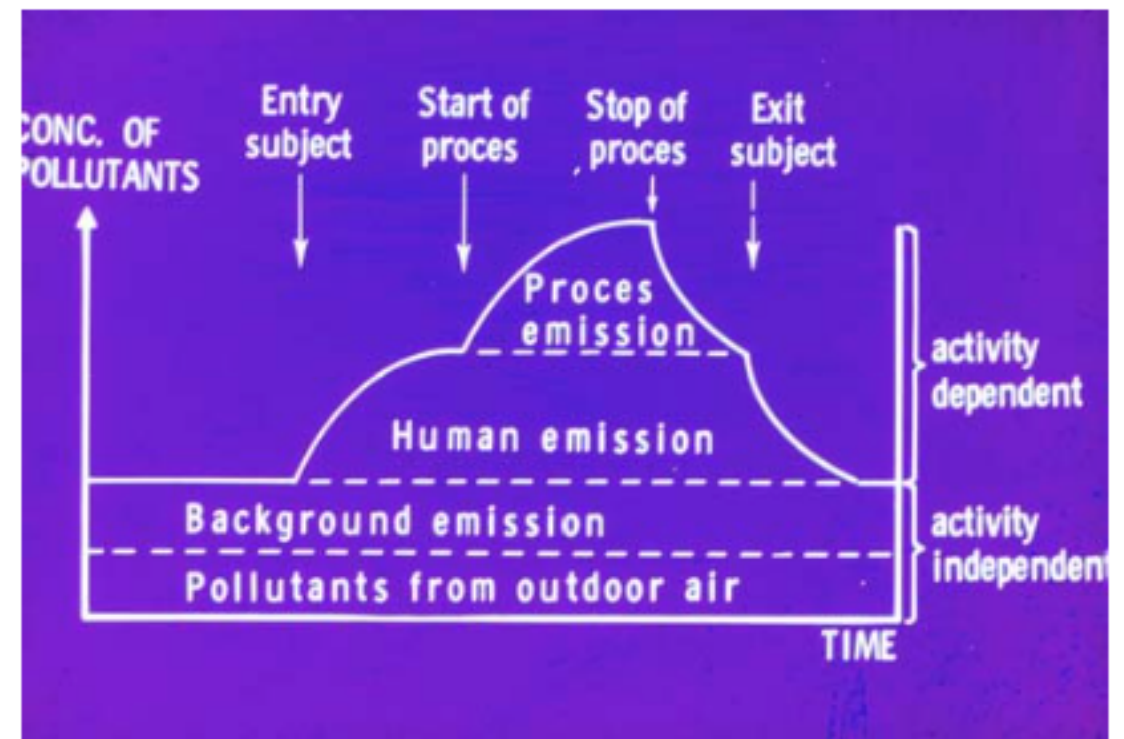 CONC. OF
POLLUTANTS
Entry
subject
Start of
proces
Stop of
proces
Exit
subject
Proces
emission
Human emission
Background emission
Pollutants from outdoor air
activity
dependent
activity
independent
TIME